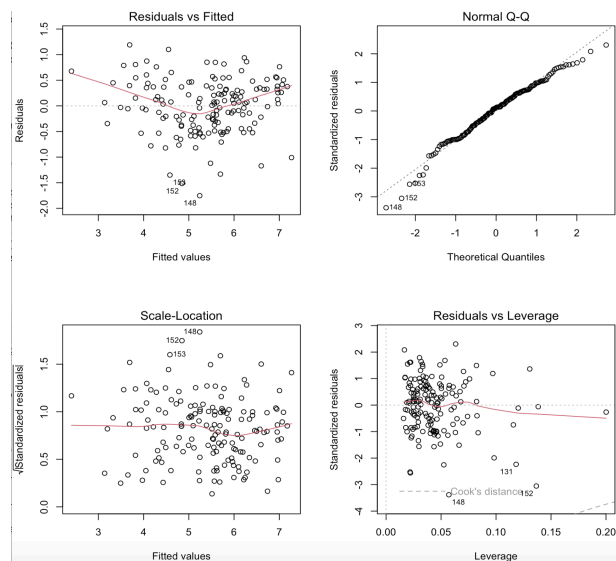 Residuals vs Fitted
Residuals
1.5
1.0
0.5
0.0
-0.5
-1.0
-1.5
-2.0
153
152
148
3 4 5 6 7
Fitted values
Normal Q-Q
Standardized residuals
2
1
0
-1
-2
-3
153
152
148
-2 -1 0 1 2
Theoretical Quantiles
Scale-Location
√|Standardized residuals|
1.5
1.0
0.5
0.0
148
152
153
3 4 5 6 7
Fitted values
Residuals vs Leverage
Standardized residuals
3
2
1
0
-1
-2
-3
-4
131
Cook's distance
152
148
0.00 0.05 0.10 0.15 0.20
Leverage